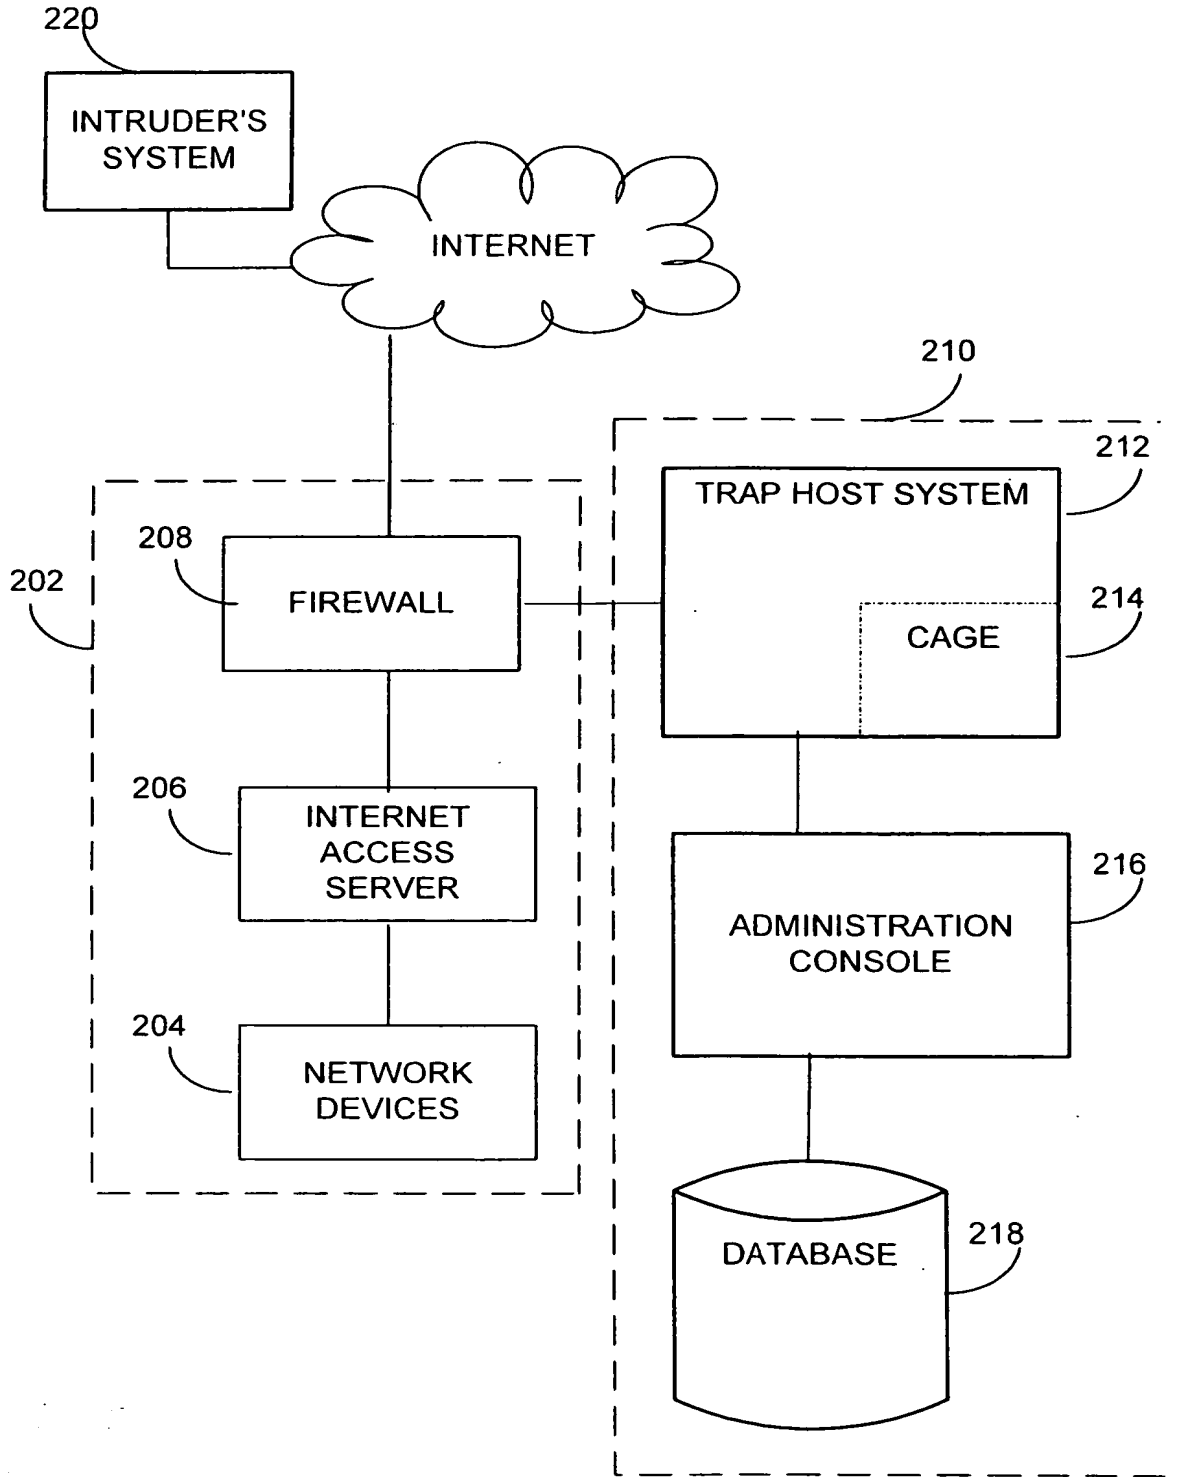 220
INTRUDER'S
SYSTEM
INTERNET
210
212
TRAP HOST SYSTEM
208
202
FIREWALL
214
CAGE
206
INTERNET
ACCESS
SERVER
216
ADMINISTRATION
CONSOLE
204
NETWORK
DEVICES
218
DATABASE